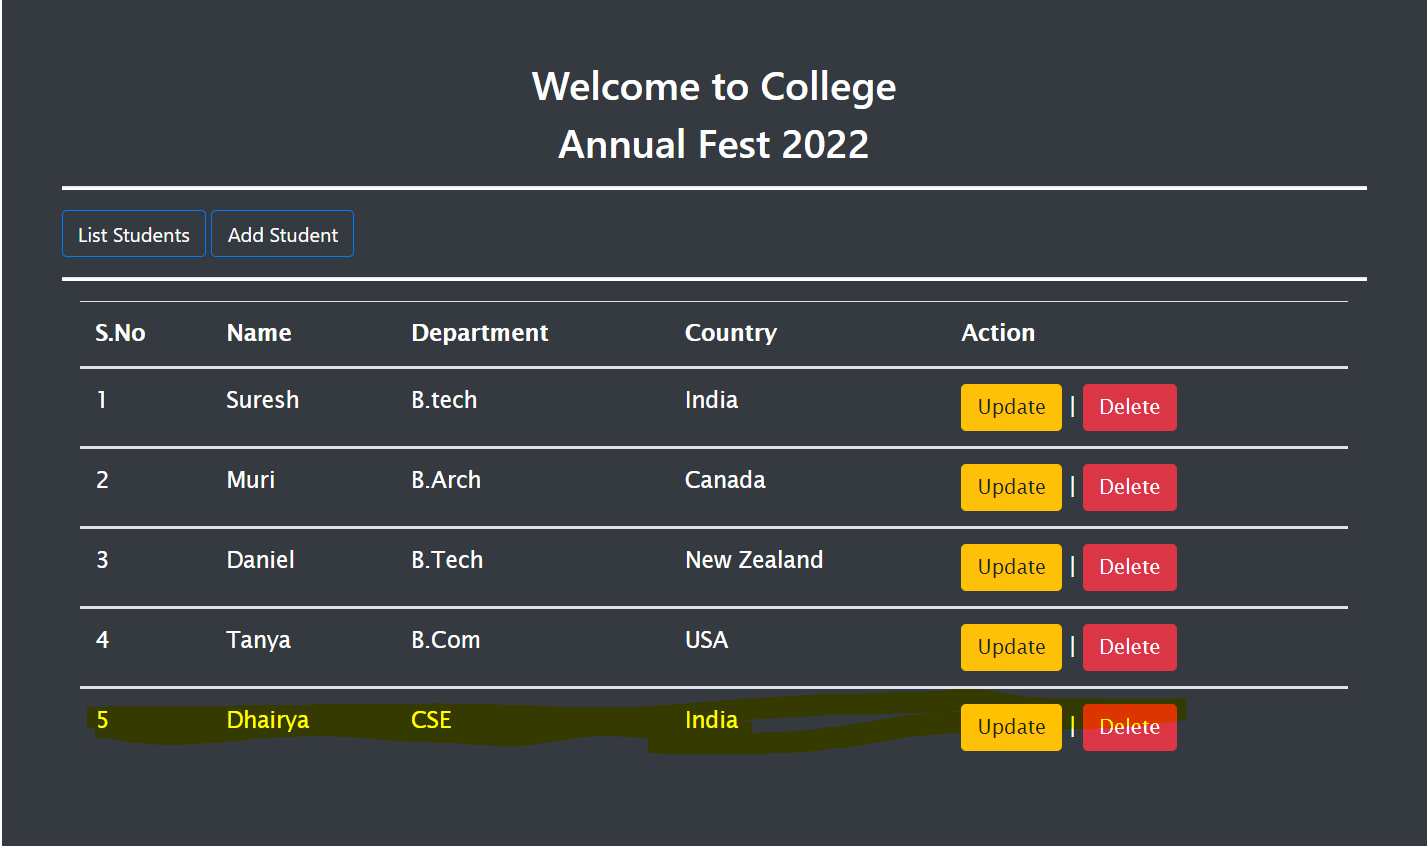 Welcome to College
Annual Fest 2022
List Students Add Student
S.No Name Department Country Action
1 Suresh B.tech India Update | Delete
2 Muri B.Arch Canada Update | Delete
3 Daniel B.Tech New Zealand Update | Delete
4 Tanya B.Com USA Update | Delete
5 Dhairya CSE India Update | Delete